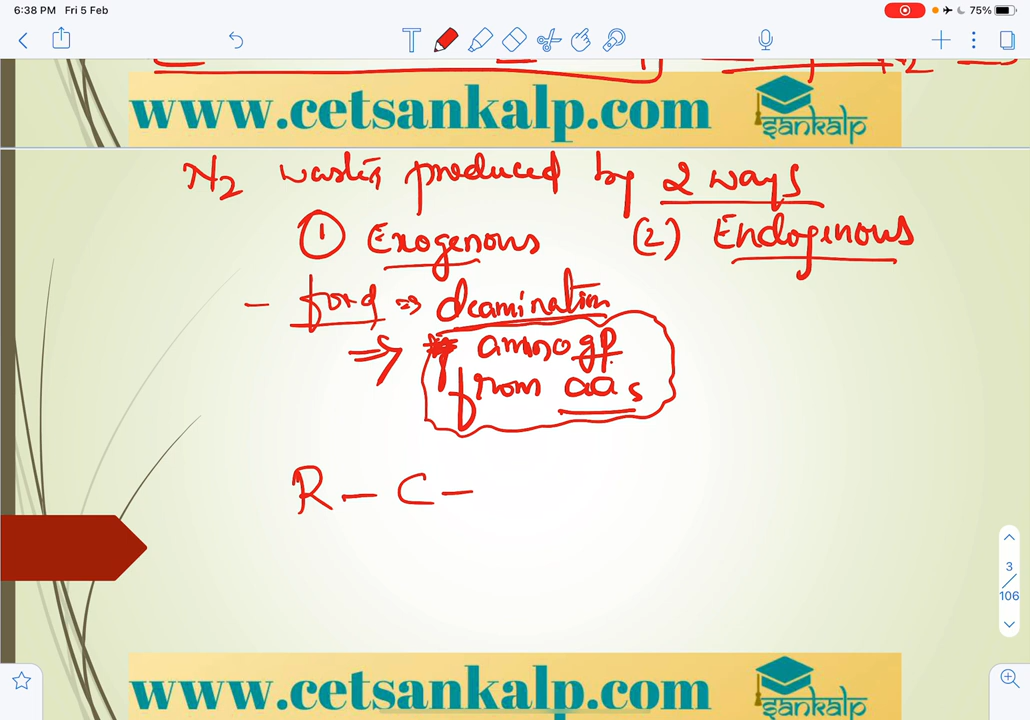 6:38 PM Fri 5 Feb
75%
www.cetsankalp.com
sankalp
N2 wastes produced by 2 ways
① Exogenous (2) Endogenous
- food ⇒ deamination
⇒ amino gp
from aas
R - C -
3
106
www.cetsankalp.com
sankalp